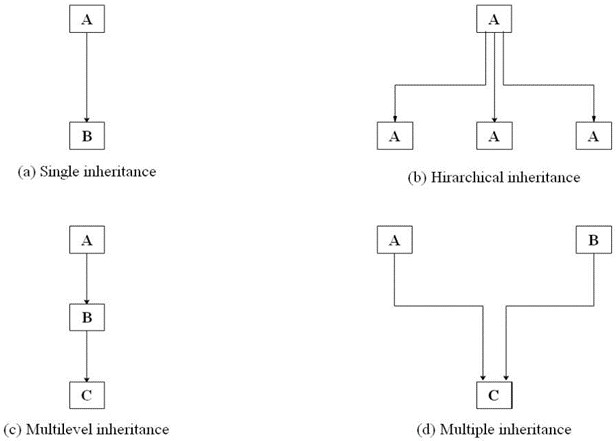 A
B
(a) Single inheritance
A
A A A
(b) Hirarchical inheritance
A
B
C
(c) Multilevel inheritance
A B
C
(d) Multiple inheritance